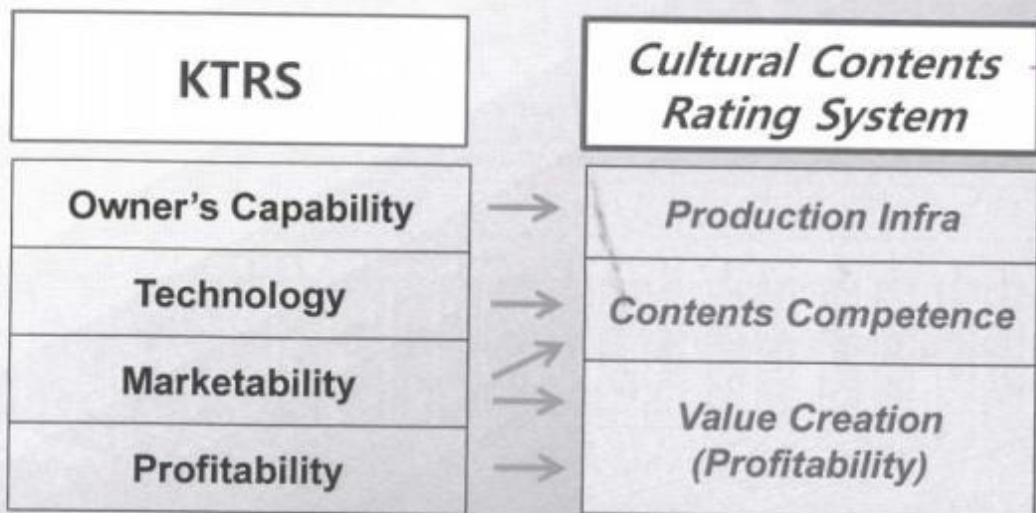 KTRS
Cultural Contents
Rating System
Owner's Capability
Production Infra
Technology
Contents Competence
Marketability
Value Creation
(Profitability)
Profitability